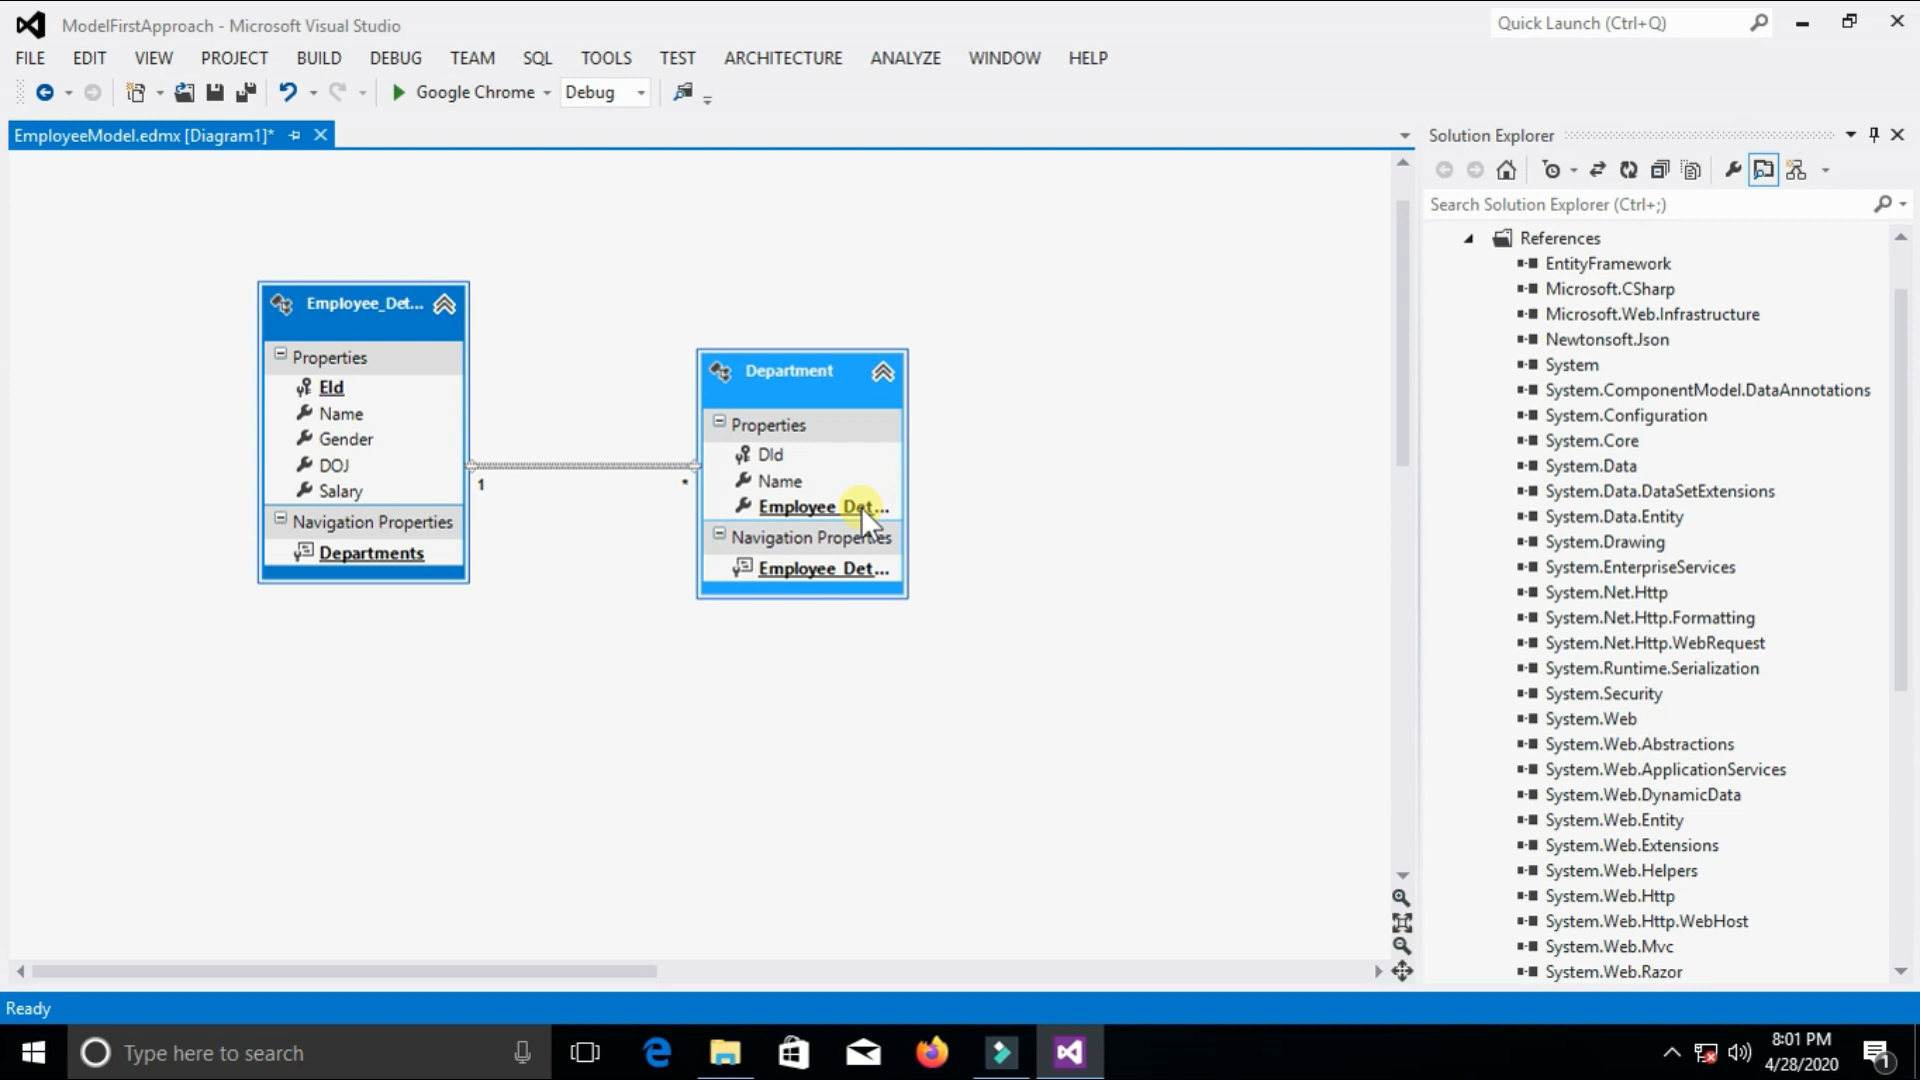 ModelFirstApproach - Microsoft Visual Studio
Quick Launch (Ctrl+Q)
FILE EDIT VIEW PROJECT BUILD DEBUG TEAM SQL TOOLS TEST ARCHITECTURE ANALYZE WINDOW HELP
Google Chrome Debug
EmployeeModel.edmx [Diagram1]*
Employee_Det...
Properties
EId
Name
Gender
DOJ
Salary
Navigation Properties
Departments
1
*
Department
Properties
DId
Name
Employee_Det...
Navigation Properties
Employee_Det...
Solution Explorer
Search Solution Explorer (Ctrl+;)
References
EntityFramework
Microsoft.CSharp
Microsoft.Web.Infrastructure
Newtonsoft.Json
System
System.ComponentModel.DataAnnotations
System.Configuration
System.Core
System.Data
System.Data.DataSetExtensions
System.Data.Entity
System.Drawing
System.EnterpriseServices
System.Net.Http
System.Net.Http.Formatting
System.Net.Http.WebRequest
System.Runtime.Serialization
System.Security
System.Web
System.Web.Abstractions
System.Web.ApplicationServices
System.Web.DynamicData
System.Web.Entity
System.Web.Extensions
System.Web.Helpers
System.Web.Http
System.Web.Http.WebHost
System.Web.Mvc
System.Web.Razor
Ready
Type here to search
8:01 PM
4/28/2020
1